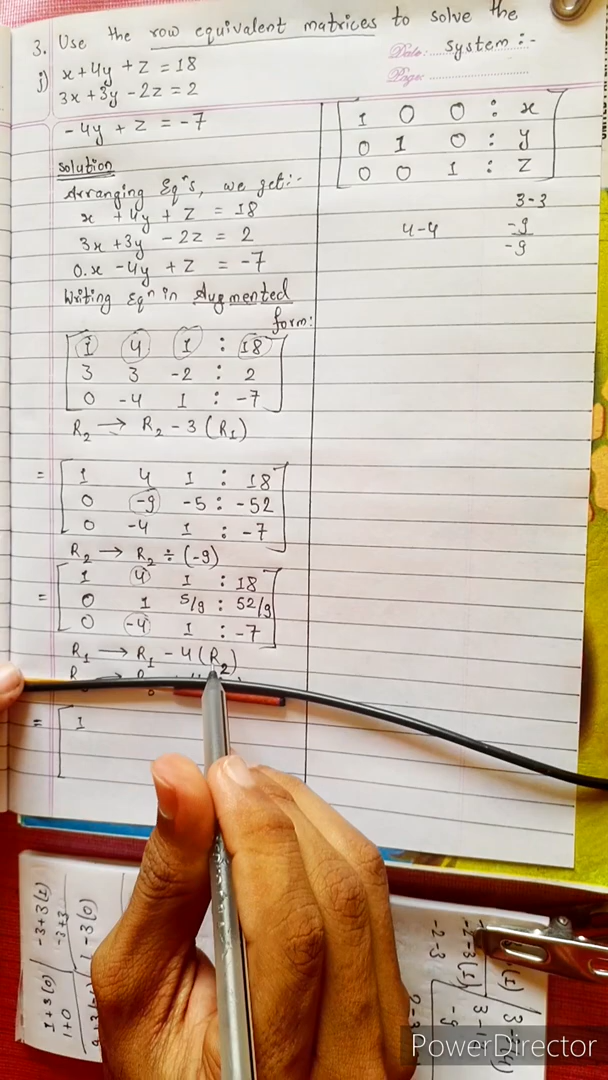 3. Use the row equivalent matrices to solve the
system :-
Date:
Page:
j) x + 4y + z = 18
3x + 3y - 2z = 2
-4y + z = -7
Solution
Arranging Eqⁿs, we get:-
x + 4y + z = 18
3x + 3y - 2z = 2
0.x - 4y + z = -7
Writing Eqⁿ in Augmented
form:
1 4 1 : 18
3 3 -2 : 2
0 -4 1 : -7
R₂ → R₂ - 3 (R₁)
= 1 4 1 : 18
0 -9 -5 : -52
0 -4 1 : -7
R₂ → R₂ ÷ (-9)
1 4 1 : 18
= 0 1 5/9 : 52/9
0 -4 1 : -7
R₁ → R₁ - 4 (R₂)
= 1
1 0 0 : x
0 1 0 : y
0 0 1 : z
3-3
4-4 -9
-9
PowerDirector